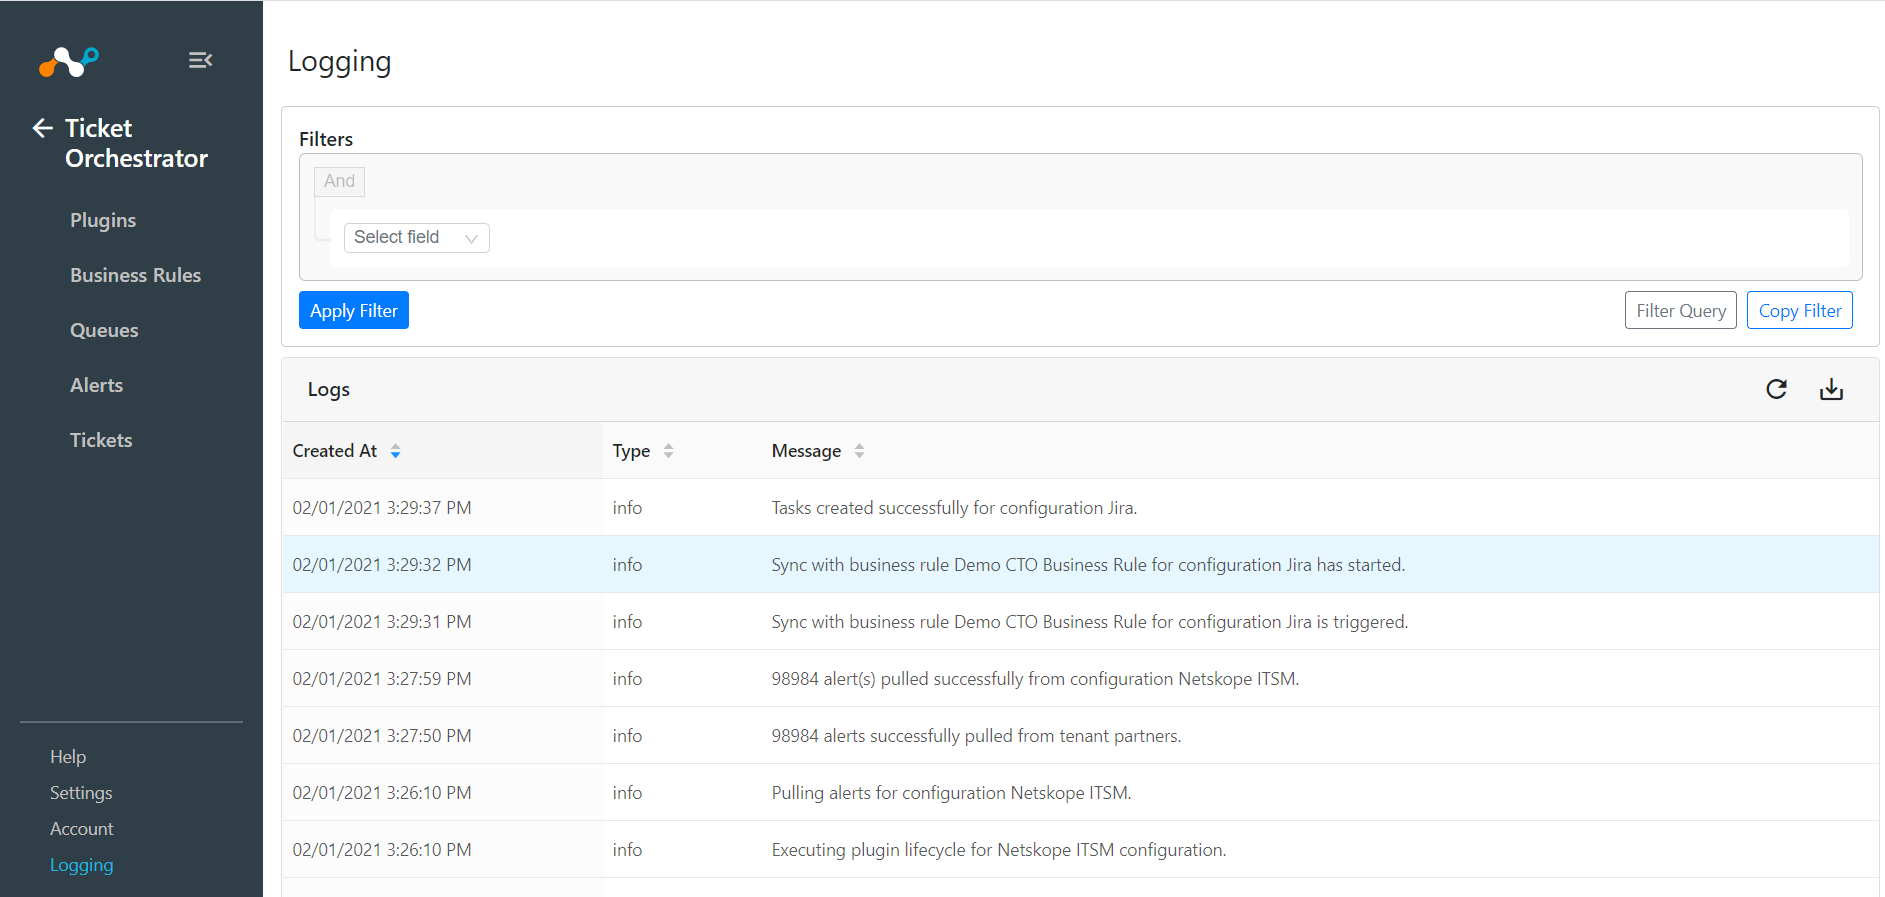 Ticket
Orchestrator
Plugins
Business Rules
Queues
Alerts
Tickets
Help
Settings
Account
Logging
Logging
Filters
And
Select field
Apply Filter
Filter Query
Copy Filter
Logs
Created At Type Message
02/01/2021 3:29:37 PM info Tasks created successfully for configuration Jira.
02/01/2021 3:29:32 PM info Sync with business rule Demo CTO Business Rule for configuration Jira has started.
02/01/2021 3:29:31 PM info Sync with business rule Demo CTO Business Rule for configuration Jira is triggered.
02/01/2021 3:27:59 PM info 98984 alert(s) pulled successfully from configuration Netskope ITSM.
02/01/2021 3:27:50 PM info 98984 alerts successfully pulled from tenant partners.
02/01/2021 3:26:10 PM info Pulling alerts for configuration Netskope ITSM.
02/01/2021 3:26:10 PM info Executing plugin lifecycle for Netskope ITSM configuration.